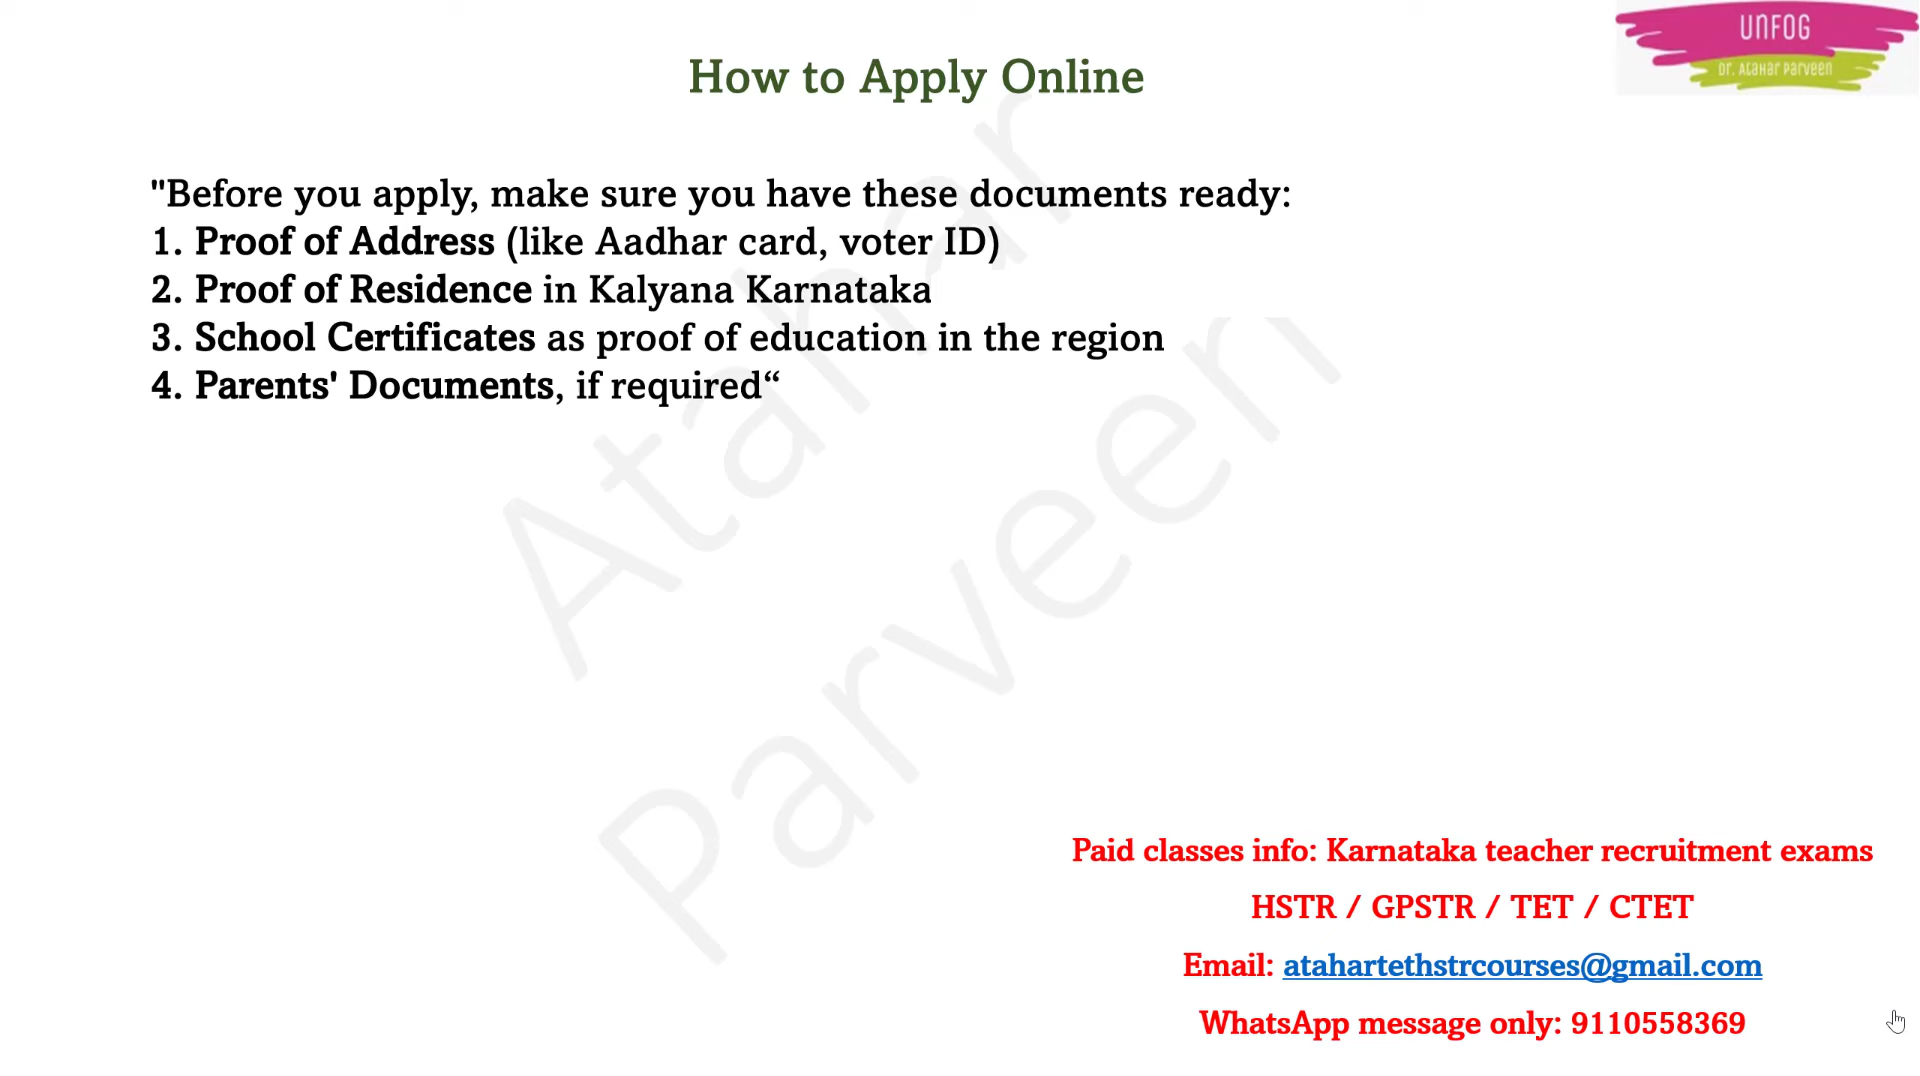 UnFOG
Dr. Atahar Parveen
How to Apply Online
"Before you apply, make sure you have these documents ready:
1. Proof of Address (like Aadhar card, voter ID)
2. Proof of Residence in Kalyana Karnataka
3. School Certificates as proof of education in the region
4. Parents' Documents, if required“
Atahar
Parveen
Paid classes info: Karnataka teacher recruitment exams
HSTR / GPSTR / TET / CTET
Email: atahartethstrcourses@gmail.com
WhatsApp message only: 9110558369